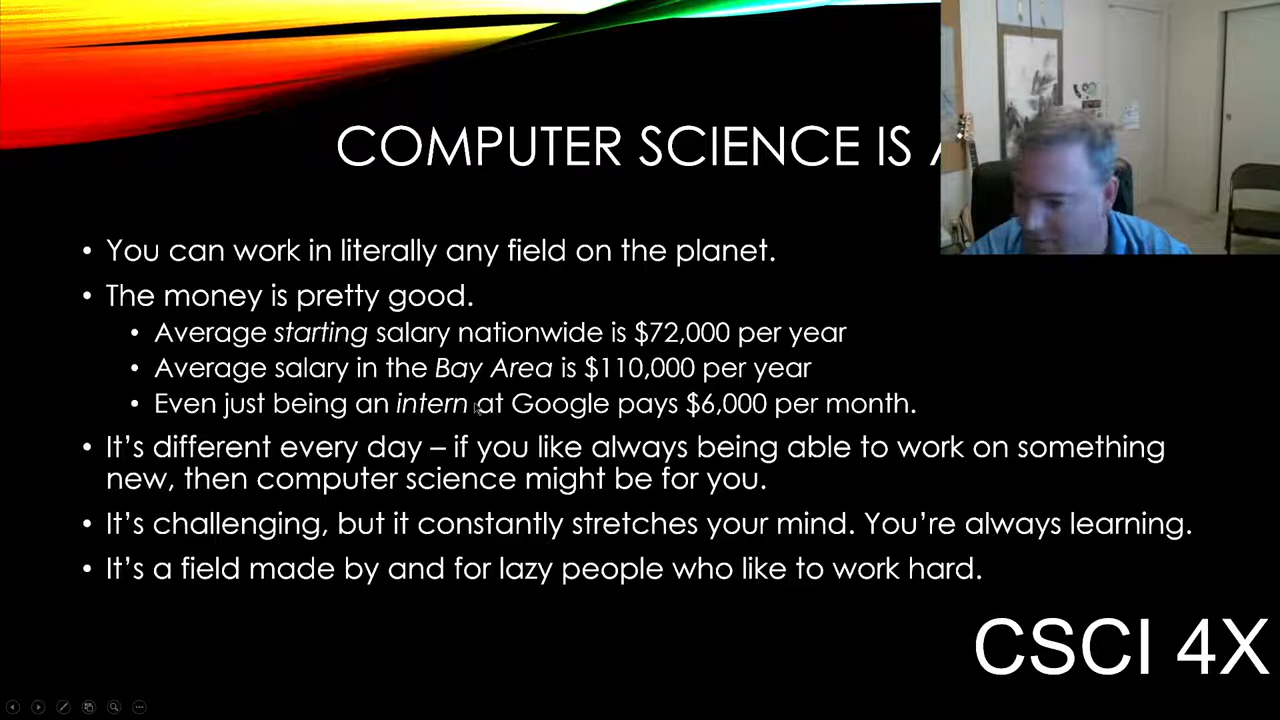 COMPUTER SCIENCE IS
• You can work in literally any field on the planet.
• The money is pretty good.
• Average starting salary nationwide is $72,000 per year
• Average salary in the Bay Area is $110,000 per year
• Even just being an intern at Google pays $6,000 per month.
• It's different every day – if you like always being able to work on something
new, then computer science might be for you.
• It's challenging, but it constantly stretches your mind. You're always learning.
• It's a field made by and for lazy people who like to work hard.
CSCI 4X